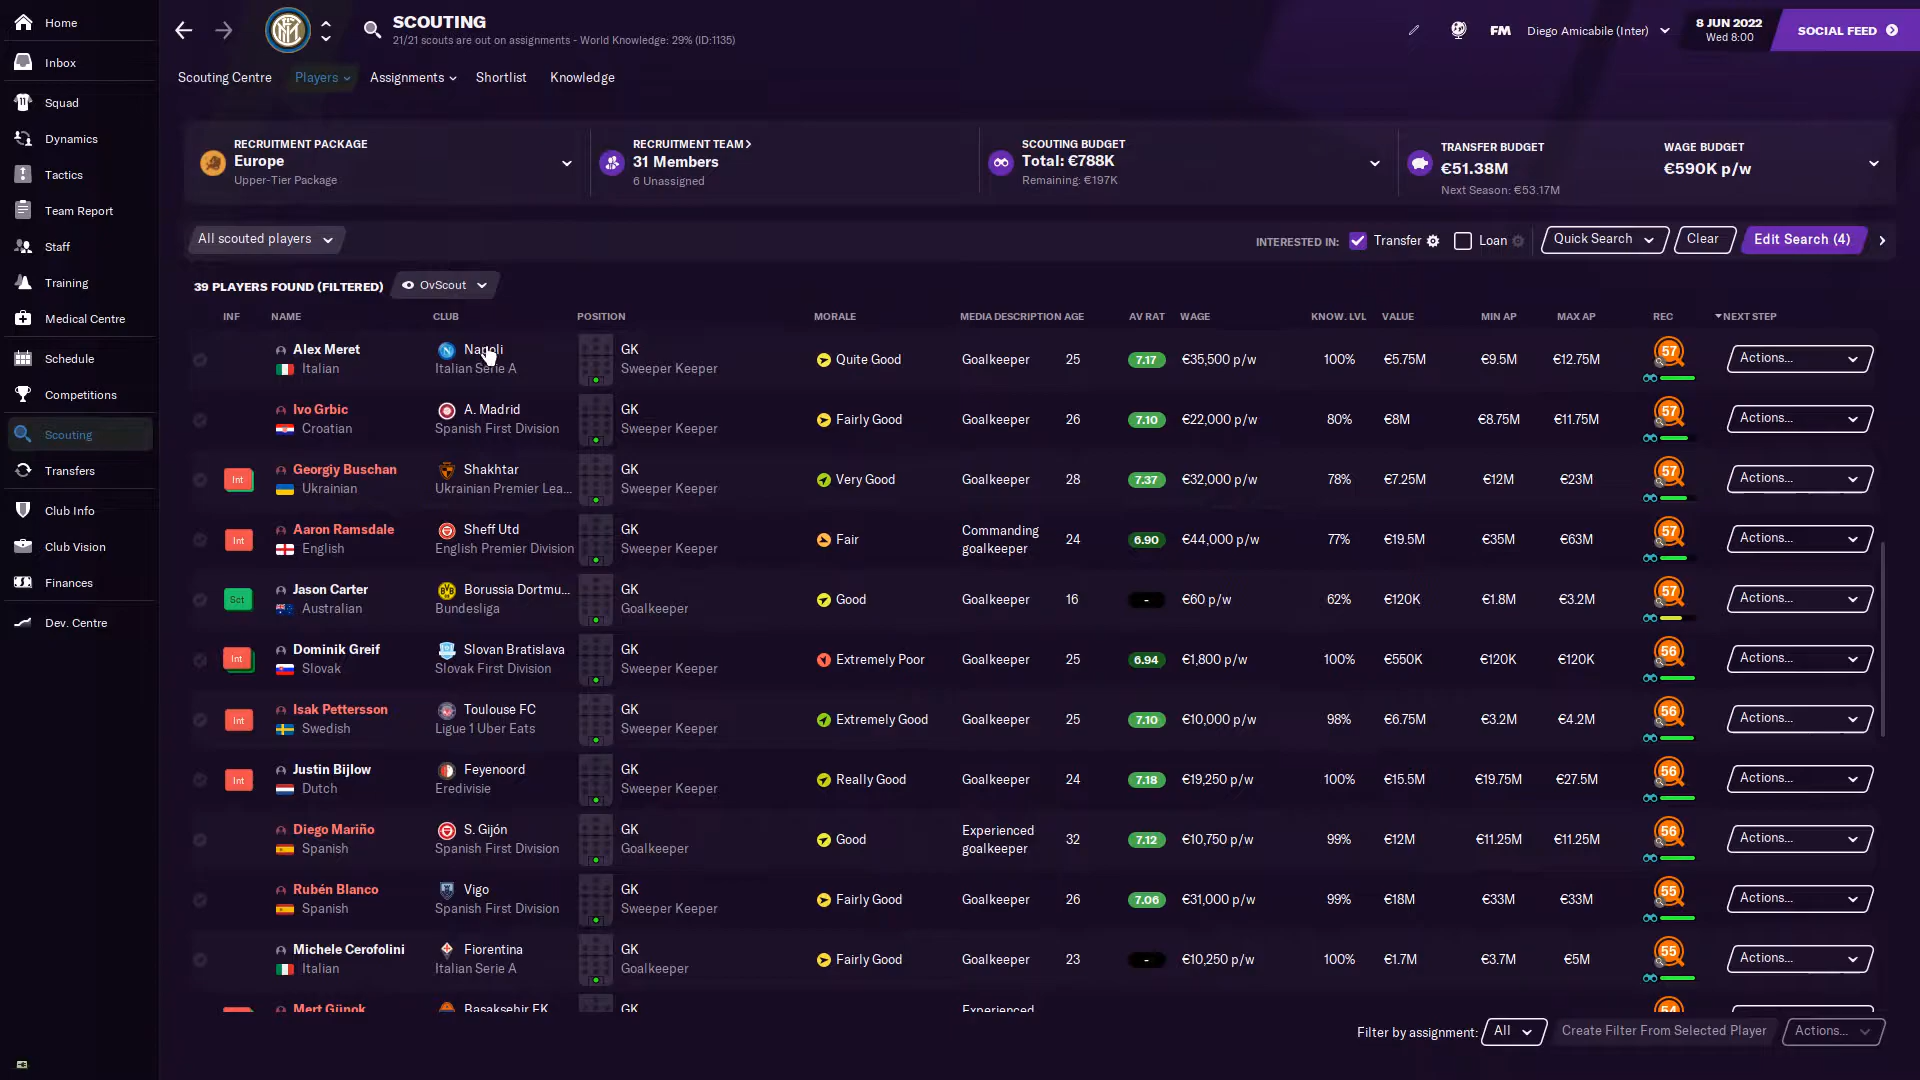 Home
Inbox
Squad
Dynamics
Tactics
Team Report
Staff
Training
Medical Centre
Schedule
Competitions
Scouting
Transfers
Club Info
Club Vision
Finances
Dev. Centre
SCOUTING
21/21 scouts are out on assignments - World Knowledge: 29% (ID:1135)
FM
Diego Amicabile (Inter)
8 JUN 2022
Wed 8:00
SOCIAL FEED
Scouting Centre Players Assignments Shortlist Knowledge
RECRUITMENT PACKAGE
Europe
Upper-Tier Package
RECRUITMENT TEAM
31 Members
6 Unassigned
SCOUTING BUDGET
Total: €788K
Remaining: €197K
TRANSFER BUDGET
€51.38M
Next Season: €53.17M
WAGE BUDGET
€590K p/w
All scouted players
INTERESTED IN: Transfer Loan Quick Search Clear Edit Search (4)
39 PLAYERS FOUND (FILTERED) OvScout
INF NAME CLUB POSITION MORALE MEDIA DESCRIPTION AGE AV RAT WAGE KNOW. LVL VALUE MIN AP MAX AP REC NEXT STEP
Alex Meret Napoli GK
Italian Italian Serie A Sweeper Keeper
Quite Good Goalkeeper 25 7.17 €35,500 p/w 100% €5.75M €9.5M €12.75M 57 Actions...
Ivo Grbic A. Madrid GK
Croatian Spanish First Division Sweeper Keeper
Fairly Good Goalkeeper 26 7.10 €22,000 p/w 80% €8M €8.75M €11.75M 57 Actions...
Int Georgiy Buschan Shakhtar GK
Ukrainian Ukrainian Premier Lea... Sweeper Keeper
Very Good Goalkeeper 28 7.37 €32,000 p/w 78% €7.25M €12M €23M 57 Actions...
Int Aaron Ramsdale Sheff Utd GK
English English Premier Division Sweeper Keeper
Fair Commanding goalkeeper 24 6.90 €44,000 p/w 77% €19.5M €35M €63M 57 Actions...
Sct Jason Carter Borussia Dortmu... GK
Australian Bundesliga Goalkeeper
Good Goalkeeper 16 - €60 p/w 62% €120K €1.8M €3.2M 57 Actions...
Int Dominik Greif Slovan Bratislava GK
Slovak Slovak First Division Sweeper Keeper
Extremely Poor Goalkeeper 25 6.94 €1,800 p/w 100% €550K €120K €120K 56 Actions...
Int Isak Pettersson Toulouse FC GK
Swedish Ligue 1 Uber Eats Sweeper Keeper
Extremely Good Goalkeeper 25 7.10 €10,000 p/w 98% €6.75M €3.2M €4.2M 56 Actions...
Int Justin Bijlow Feyenoord GK
Dutch Eredivisie Sweeper Keeper
Really Good Goalkeeper 24 7.18 €19,250 p/w 100% €15.5M €19.75M €27.5M 56 Actions...
Diego Mariño S. Gijón GK
Spanish Spanish First Division Goalkeeper
Good Experienced goalkeeper 32 7.12 €10,750 p/w 99% €12M €11.25M €11.25M 56 Actions...
Rubén Blanco Vigo GK
Spanish Spanish First Division Sweeper Keeper
Fairly Good Goalkeeper 26 7.06 €31,000 p/w 99% €18M €33M €33M 55 Actions...
Michele Cerofolini Fiorentina GK
Italian Italian Serie A Goalkeeper
Fairly Good Goalkeeper 23 - €10,250 p/w 100% €1.7M €3.7M €5M 55 Actions...
Mert Günok Basaksehir FK GK Experienced 54
Filter by assignment: All Create Filter From Selected Player Actions...